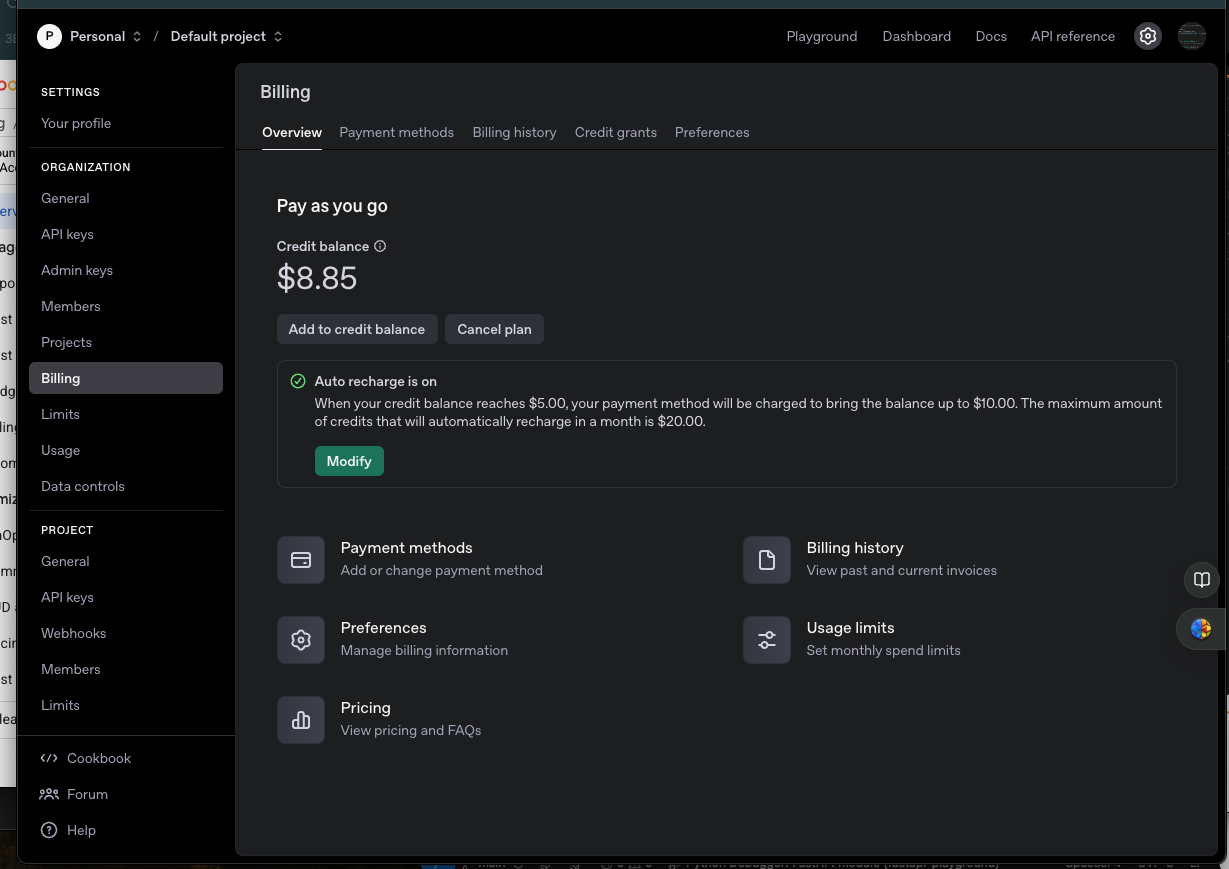 P Personal / Default project
Playground Dashboard Docs API reference
SETTINGS
Your profile
ORGANIZATION
General
API keys
Admin keys
Members
Projects
Billing
Limits
Usage
Data controls
PROJECT
General
API keys
Webhooks
Members
Limits
Cookbook
Forum
Help
Billing
Overview Payment methods Billing history Credit grants Preferences
Pay as you go
Credit balance
$8.85
Add to credit balance Cancel plan
Auto recharge is on
When your credit balance reaches $5.00, your payment method will be charged to bring the balance up to $10.00. The maximum amount
of credits that will automatically recharge in a month is $20.00.
Modify
Payment methods
Add or change payment method
Billing history
View past and current invoices
Preferences
Manage billing information
Usage limits
Set monthly spend limits
Pricing
View pricing and FAQs